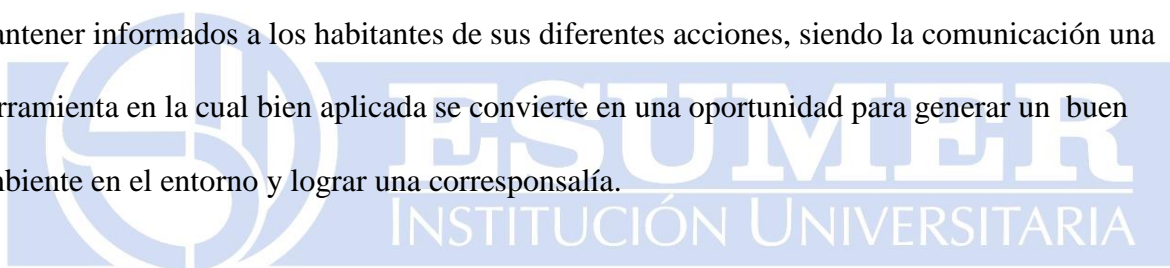 antener informados a los habitantes de sus diferentes acciones, siendo la comunicación una
rramienta en la cual bien aplicada se convierte en una oportunidad para generar un buen
biente en el entorno y lograr una corresponsalía.
ESUMER
INSTITUCIÓN UNIVERSITARIA